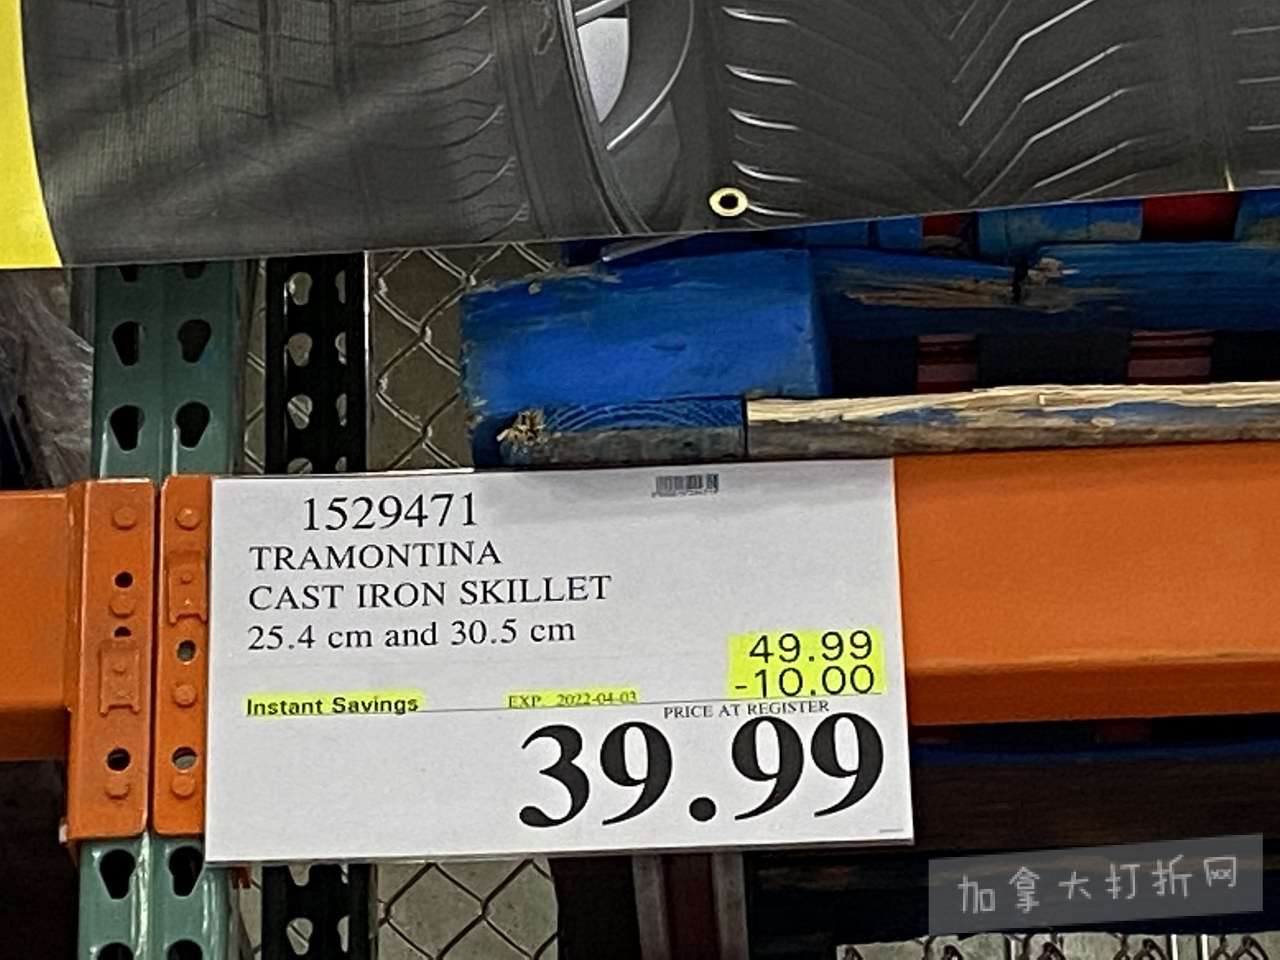 1529471
TRAMONTINA
CAST IRON SKILLET
25.4 cm and 30.5 cm
49.99
-10.00
Instant Savings EXP. 2022-04-03
PRICE AT REGISTER
39.99
加拿大打折网